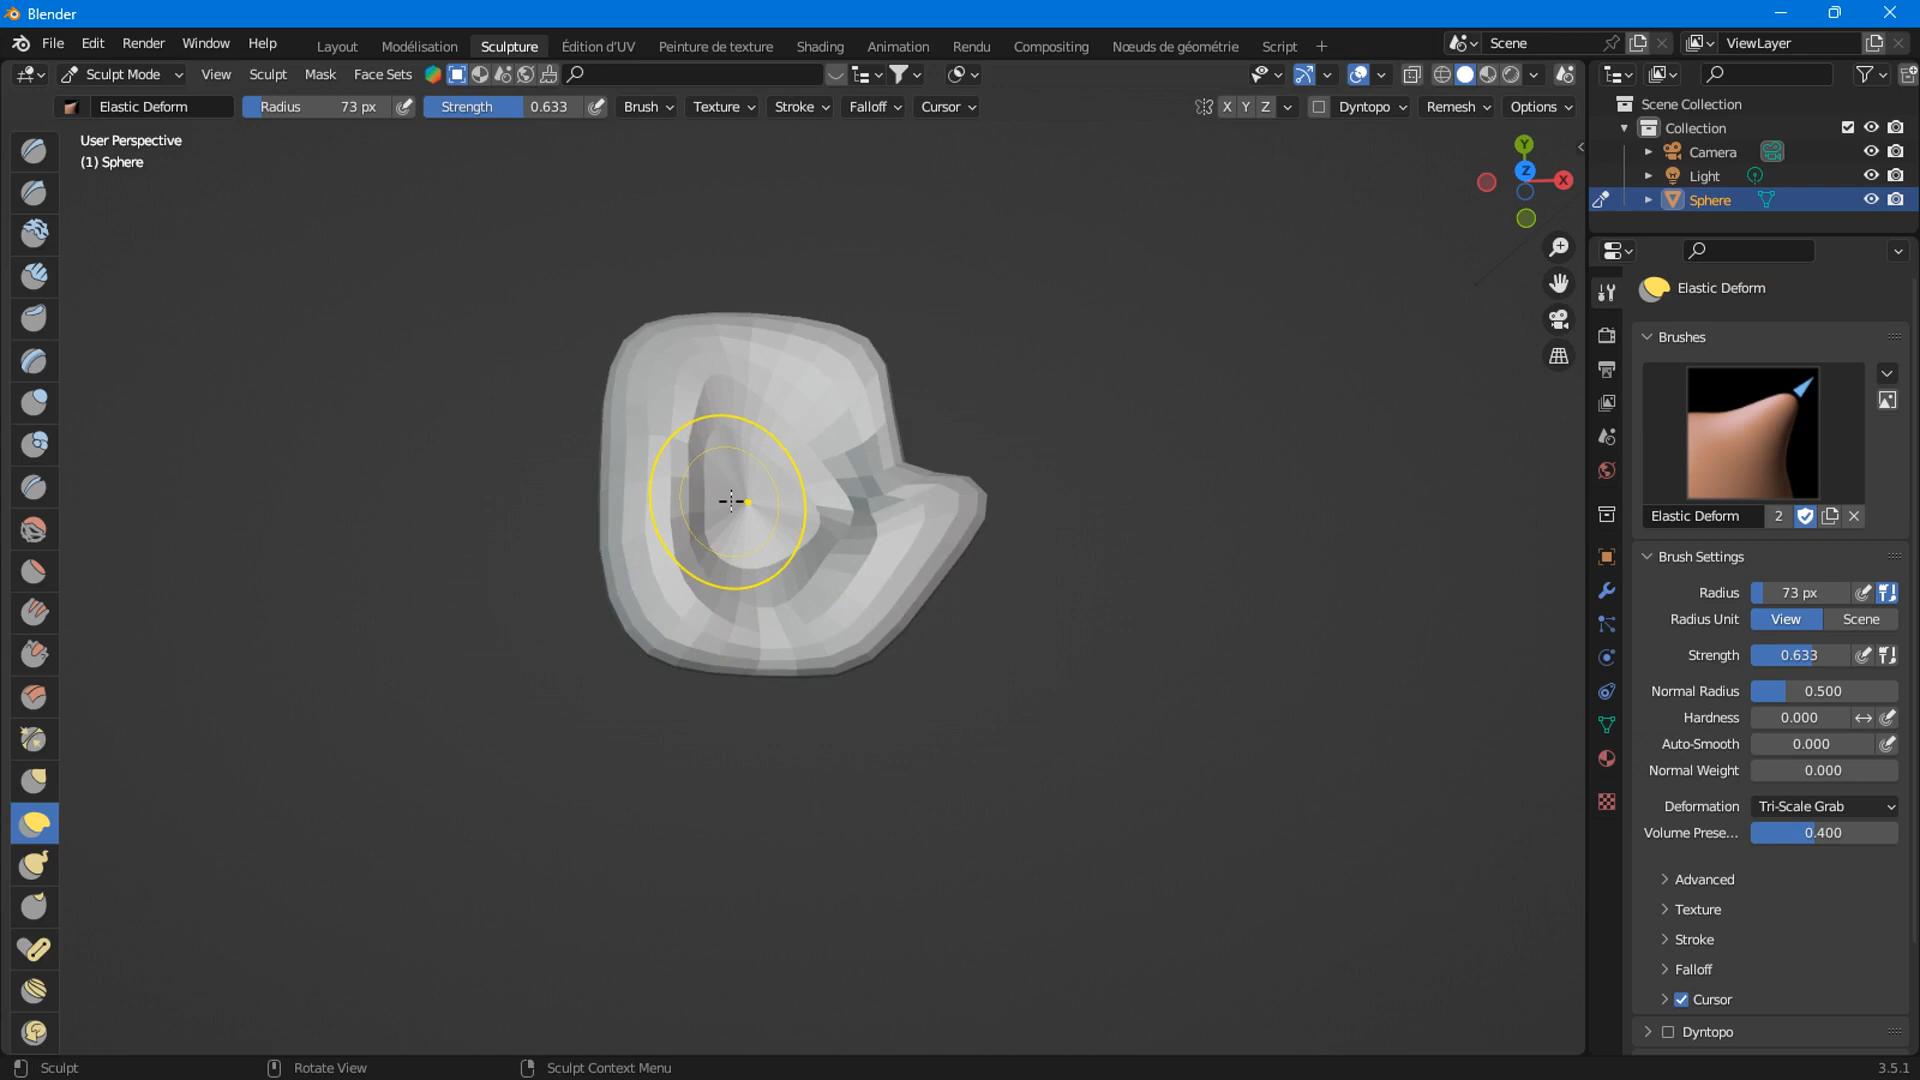 Blender
File Edit Render Window Help Layout Modélisation Sculpture Édition d'UV Peinture de texture Shading Animation Rendu Compositing Nœuds de géométrie Script + Scene ViewLayer
Sculpt Mode View Sculpt Mask Face Sets
Elastic Deform Radius 73 px Strength 0.633 Brush Texture Stroke Falloff Cursor X Y Z Dyntopo Remesh Options
User Perspective
(1) Sphere
Y
Z
X
Scene Collection
Collection
Camera
Light
Sphere
Elastic Deform
Brushes
Elastic Deform 2
Brush Settings
Radius 73 px
Radius Unit View Scene
Strength 0.633
Normal Radius 0.500
Hardness 0.000
Auto-Smooth 0.000
Normal Weight 0.000
Deformation Tri-Scale Grab
Volume Prese... 0.400
Advanced
Texture
Stroke
Falloff
Cursor
Dyntopo
Sculpt Rotate View Sculpt Context Menu 3.5.1